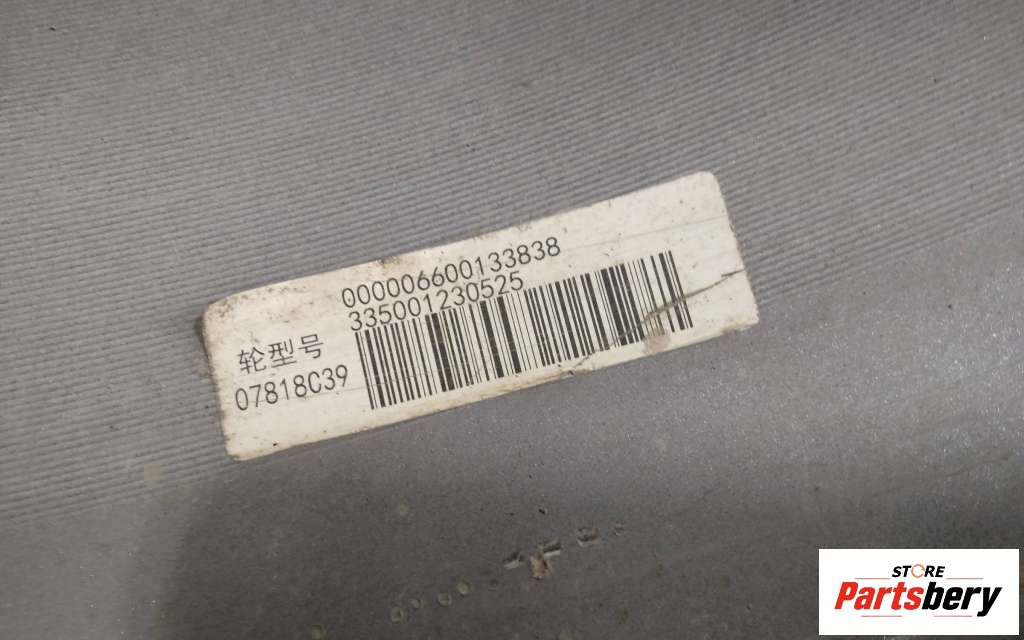 000006600133838
335001230525
轮型号
07818C39
STORE
Partsbery